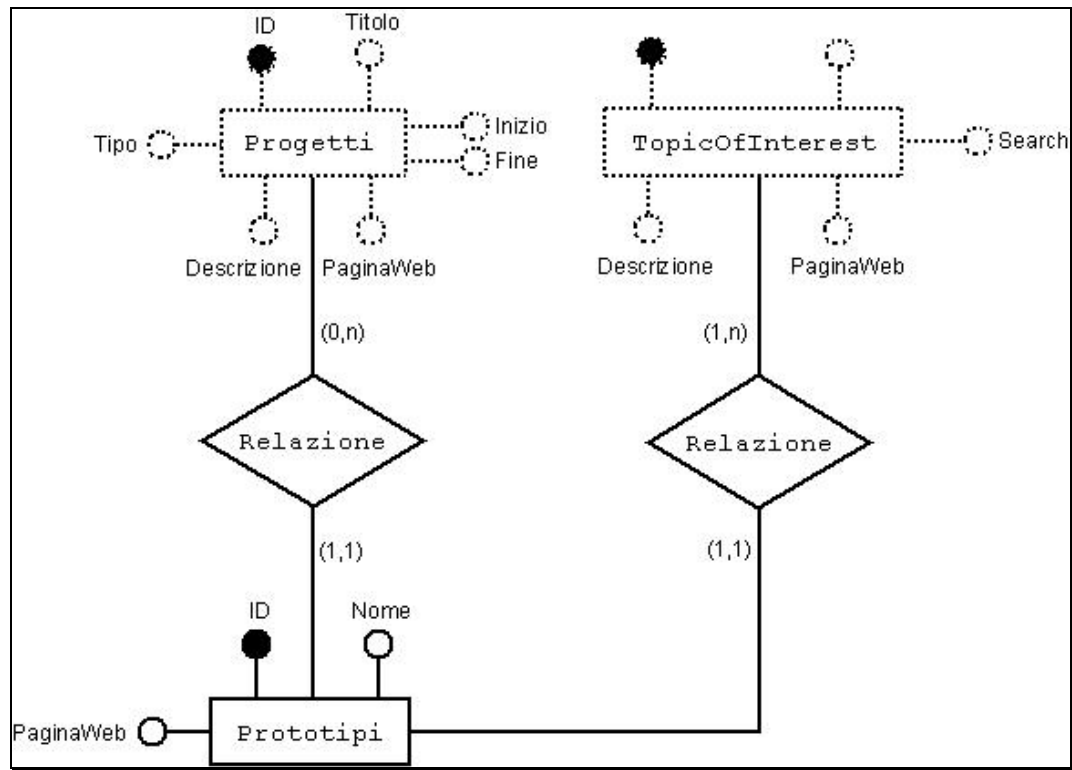 ID
Titolo
Tipo
Progetti
Inizio
Fine
TopicOfInterest
Search
Descrizione
PaginaWeb
Descrizione
PaginaWeb
(0,n)
(1,n)
Relazione
Relazione
(1,1)
(1,1)
ID
Nome
PaginaWeb
Prototipi